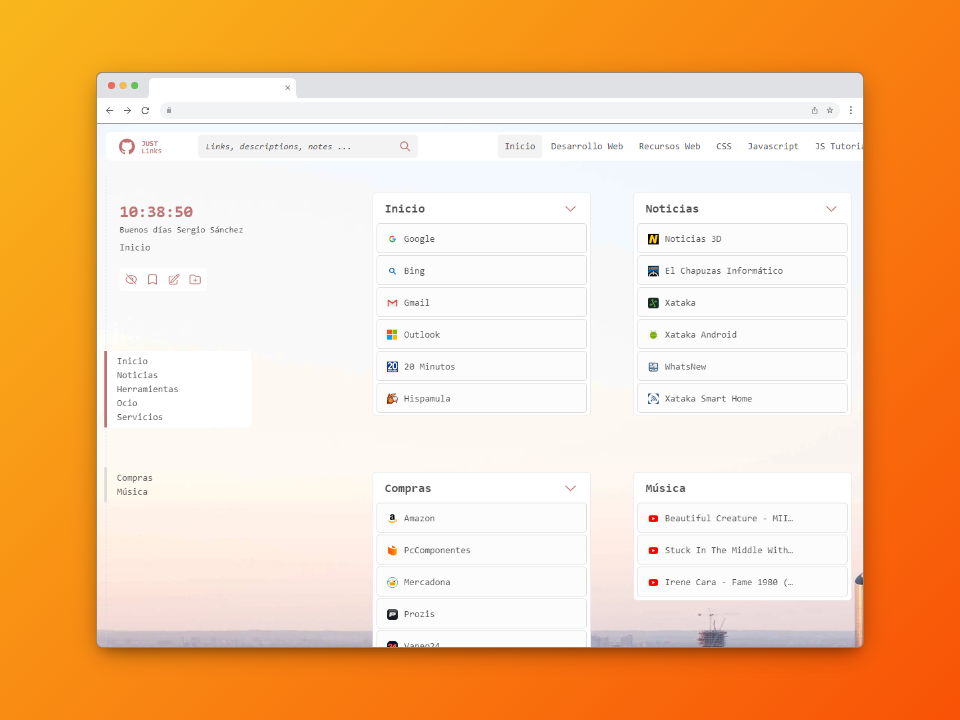 JUST
Links
Links, descriptions, notes ...
Inicio
Desarrollo Web
Recursos Web
CSS
Javascript
JS Tutoria
10:38:50
Buenos días Sergio Sánchez
Inicio
Inicio
Noticias
Herramientas
Ocio
Servicios
Compras
Música
Inicio
Google
Bing
Gmail
Outlook
20 Minutos
Hispamula
Noticias
Noticias 3D
El Chapuzas Informático
Xataka
Xataka Android
WhatsNew
Xataka Smart Home
Compras
Amazon
PcComponentes
Mercadona
Prozis
Música
Beautiful Creature - MII…
Stuck In The Middle With…
Irene Cara - Fame 1980 (…